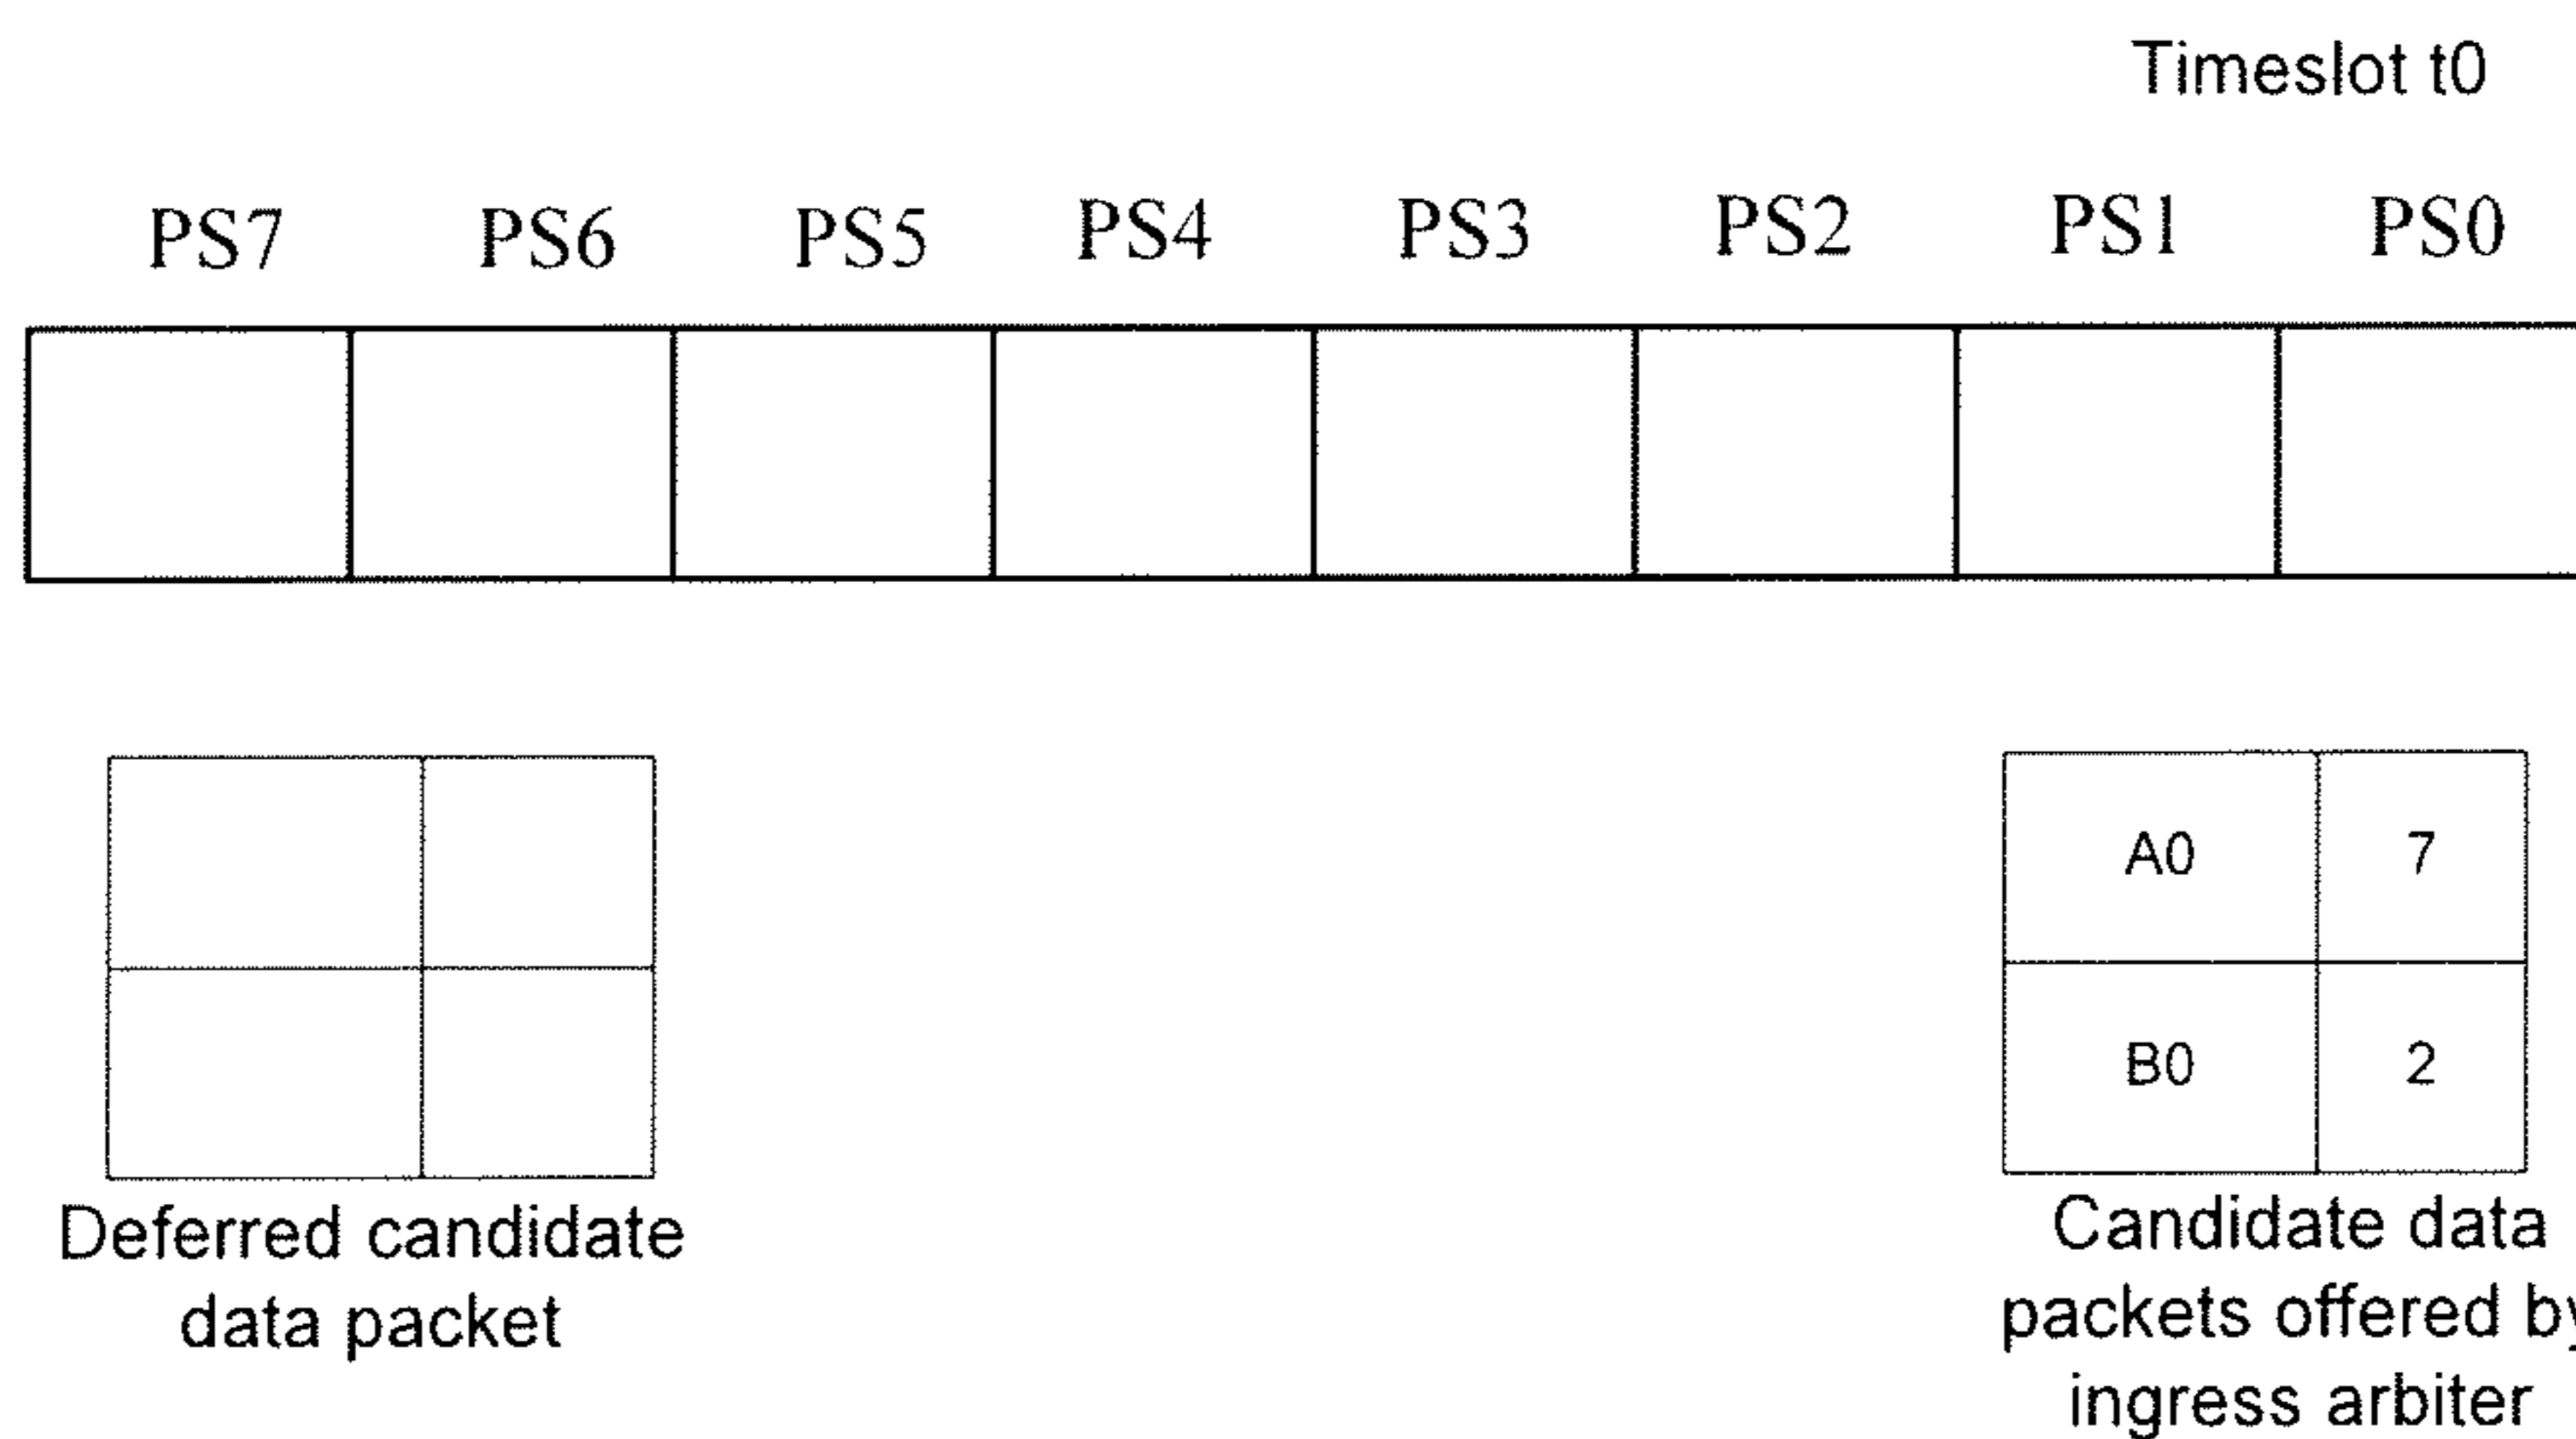 Timeslot t0
PS7 PS6 PS5 PS4 PS3 PS2 PS1 PS0
A0 7
B0 2
Deferred candidate
data packet
Candidate data
packets offered by
ingress arbiter